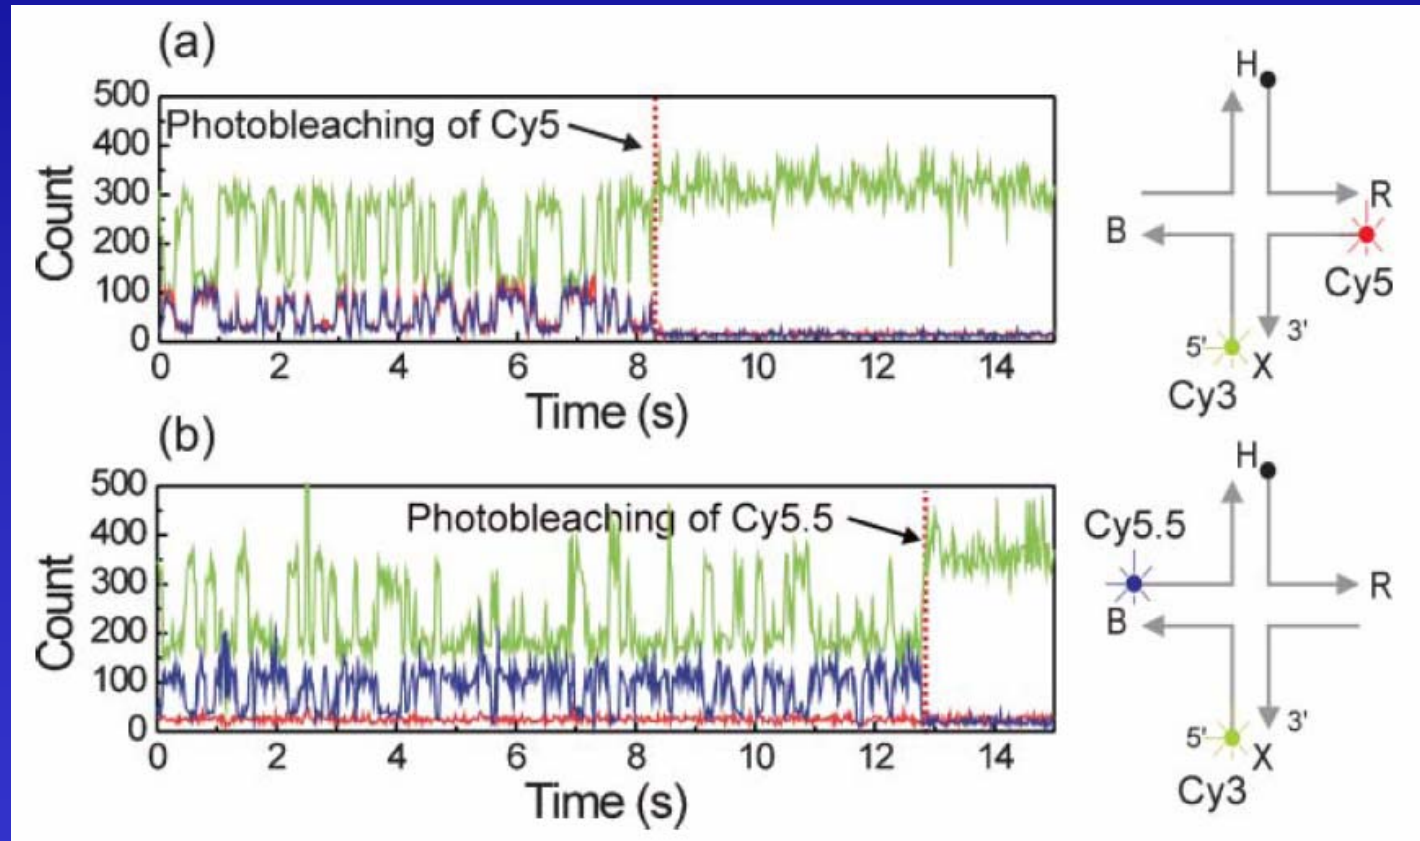 (a)
500
400
300
200
100
0
Count
Photobleaching of Cy5
0 2 4 6 8 10 12 14
Time (s)
H
R
B
Cy5
5'
3'
X
Cy3
(b)
500
400
300
200
100
0
Count
Photobleaching of Cy5.5
0 2 4 6 8 10 12 14
Time (s)
H
Cy5.5
R
B
5'
3'
X
Cy3